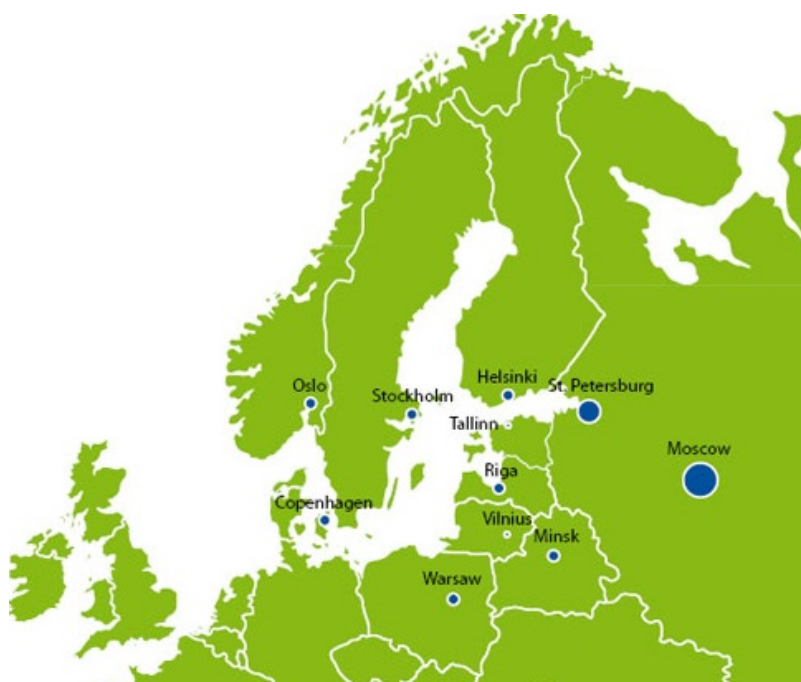 Helsinki
Oslo
St. Petersburg
Stockholm
Tallinn
Moscow
Riga
Copenhagen
Vilnius
Minsk
Warsaw